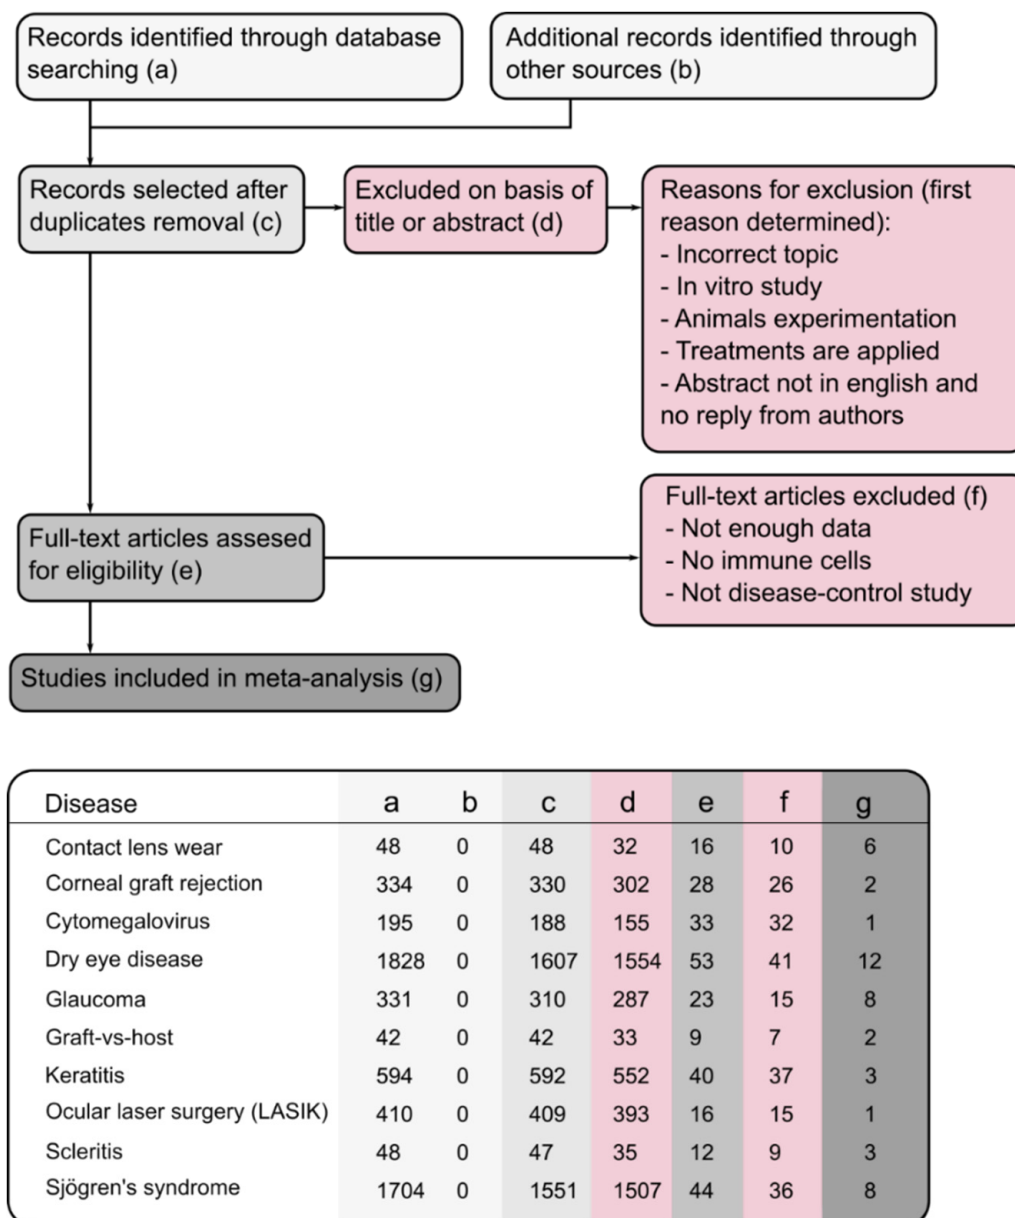 Records identified through database
searching (a)
Additional records identified through
other sources (b)
Records selected after
duplicates removal (c)
Excluded on basis of
title or abstract (d)
Reasons for exclusion (first
reason determined):
- Incorrect topic
- In vitro study
- Animals experimentation
- Treatments are applied
- Abstract not in english and
no reply from authors
Full-text articles assesed
for eligibility (e)
Full-text articles excluded (f)
- Not enough data
- No immune cells
- Not disease-control study
Studies included in meta-analysis (g)
Disease a b c d e f g
Contact lens wear 48 0 48 32 16 10 6
Corneal graft rejection 334 0 330 302 28 26 2
Cytomegalovirus 195 0 188 155 33 32 1
Dry eye disease 1828 0 1607 1554 53 41 12
Glaucoma 331 0 310 287 23 15 8
Graft-vs-host 42 0 42 33 9 7 2
Keratitis 594 0 592 552 40 37 3
Ocular laser surgery (LASIK) 410 0 409 393 16 15 1
Scleritis 48 0 47 35 12 9 3
Sjögren's syndrome 1704 0 1551 1507 44 36 8